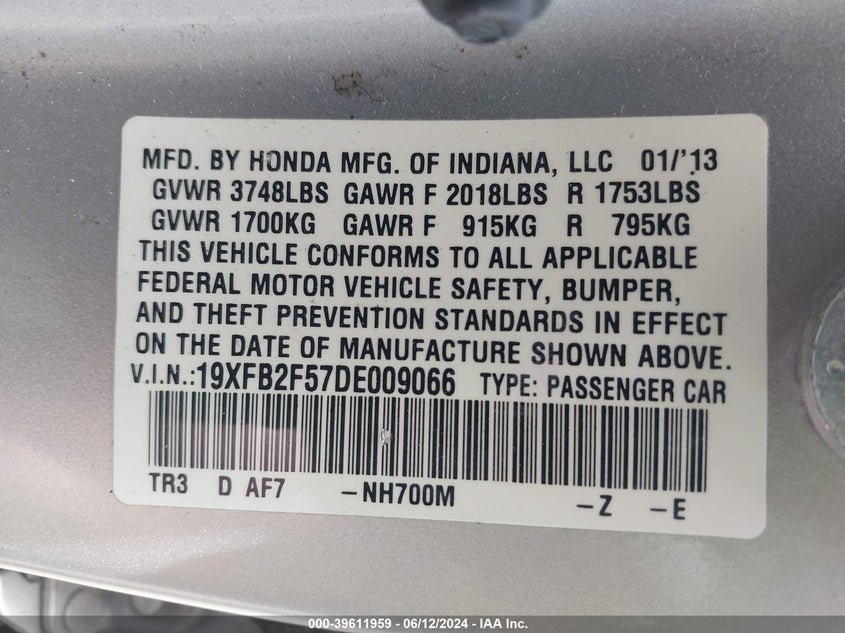 MFD. BY HONDA MFG. OF INDIANA, LLC 01/'13
GVWR 3748LBS GAWR F 2018LBS R 1753LBS
GVWR 1700KG GAWR F 915KG R 795KG
THIS VEHICLE CONFORMS TO ALL APPLICABLE
FEDERAL MOTOR VEHICLE SAFETY, BUMPER,
AND THEFT PREVENTION STANDARDS IN EFFECT
ON THE DATE OF MANUFACTURE SHOWN ABOVE.
V.I.N.:19XFB2F57DE009066 TYPE: PASSENGER CAR
TR3 D AF7 -NH700M -Z -E
000-39611959 - 06/12/2024 - IAA Inc.